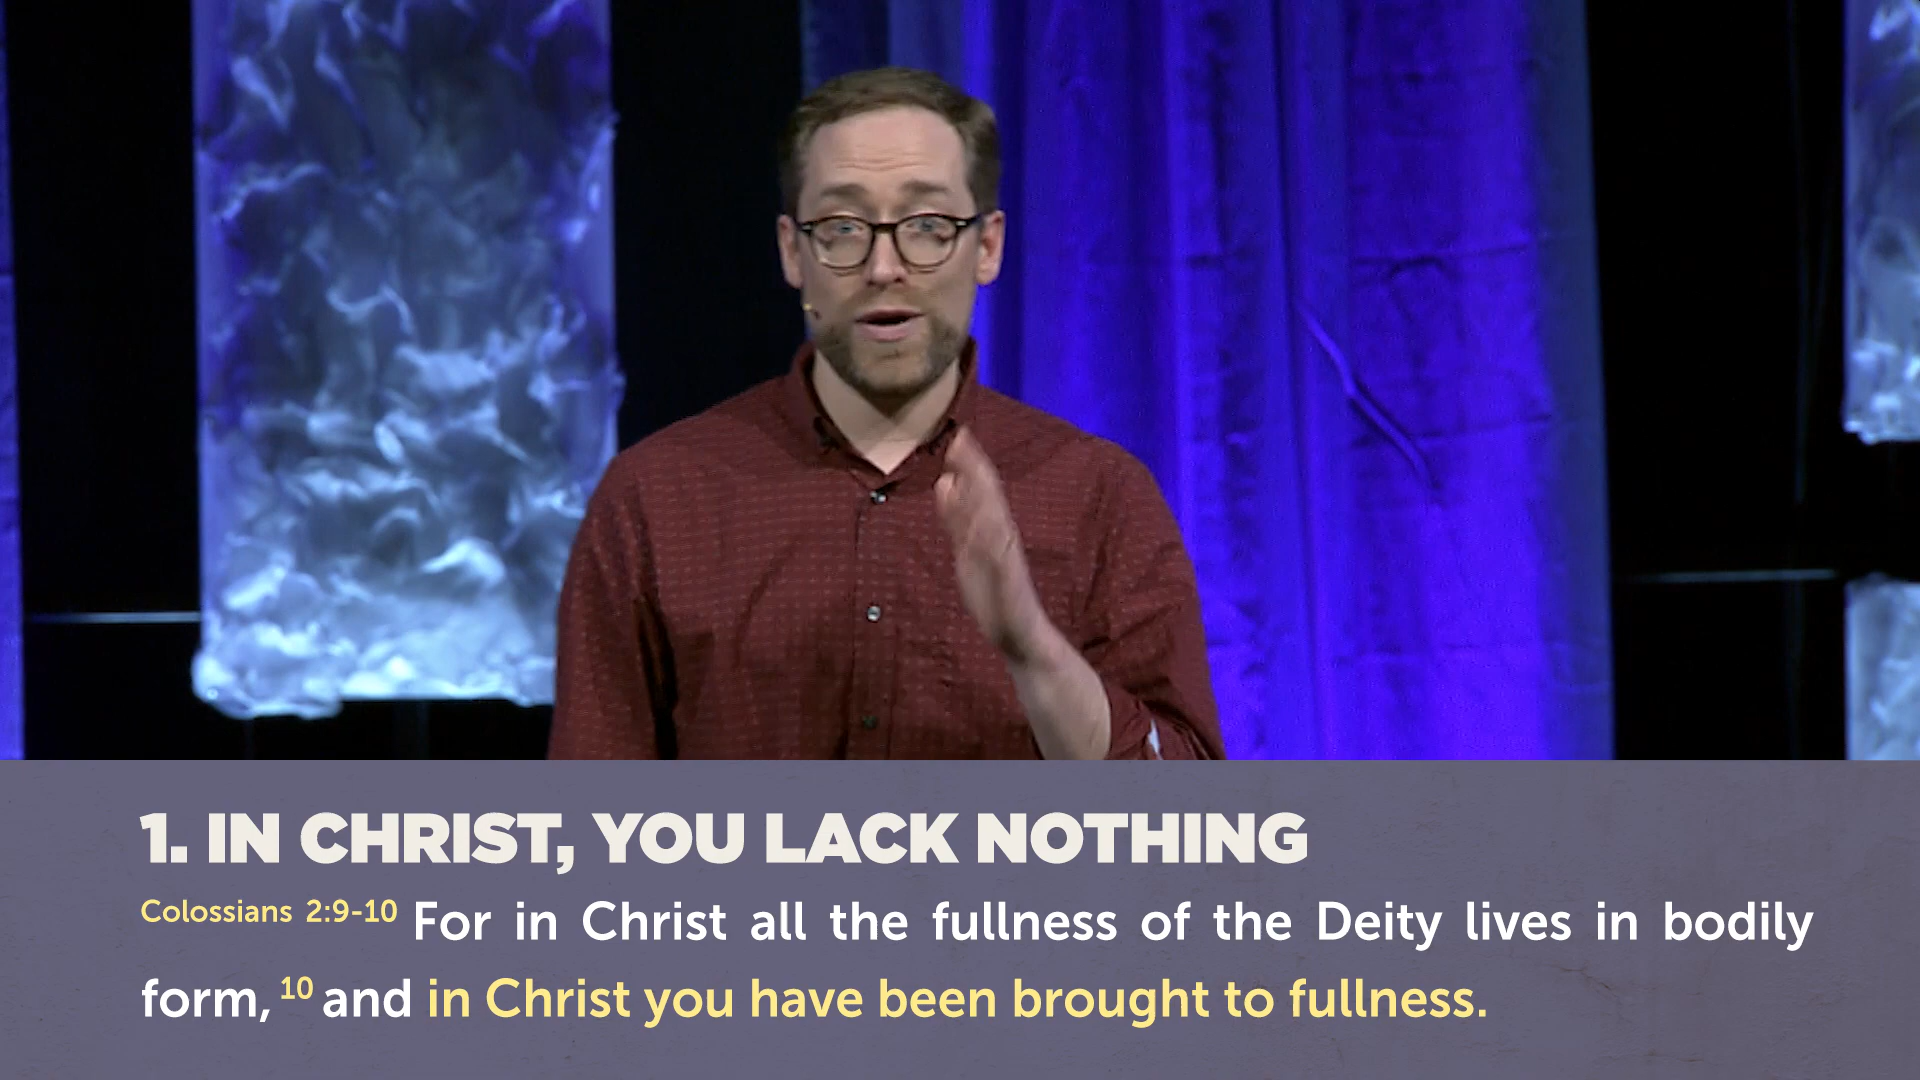 1. IN CHRIST, YOU LACK NOTHING
Colossians 2:9-10 For in Christ all the fullness of the Deity lives in bodily
form, 10 and in Christ you have been brought to fullness.